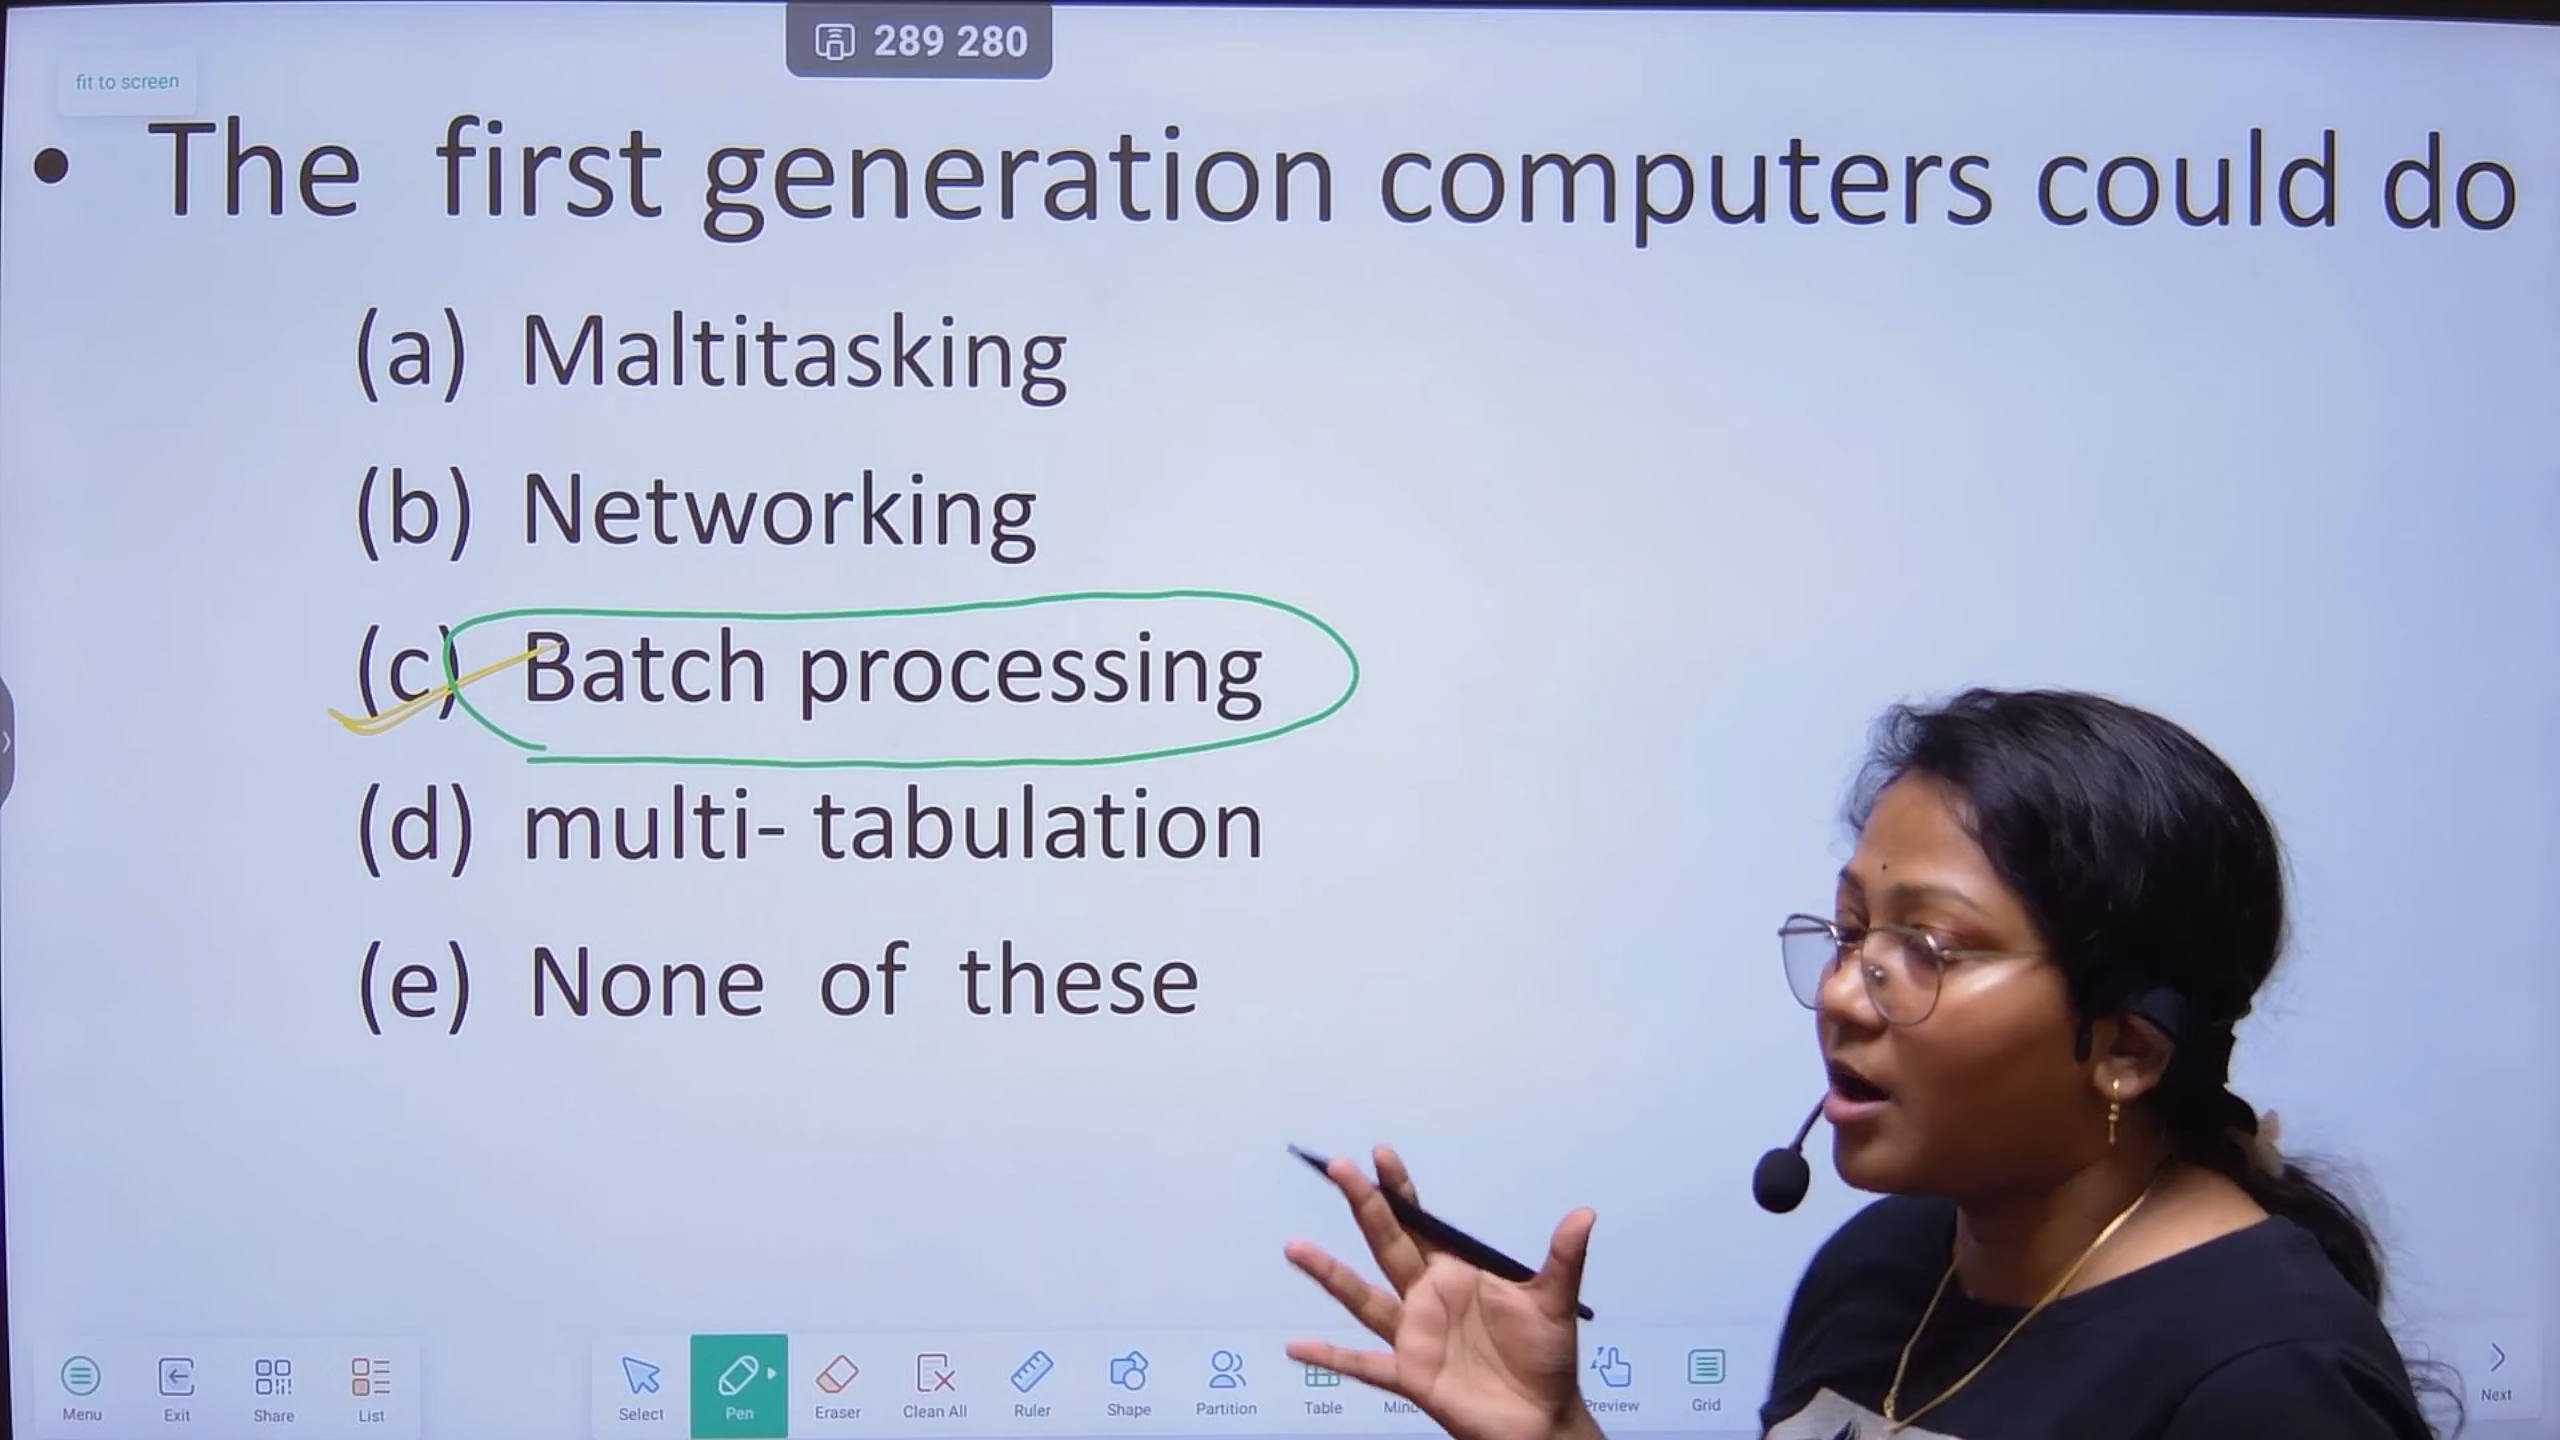 289 280
fit to screen
• The first generation computers could do
(a) Maltitasking
(b) Networking
(c) Batch processing
(d) multi- tabulation
(e) None of these
Menu Exit Share List Select Pen Eraser Clean All Ruler Shape Partition Table Preview Grid Next